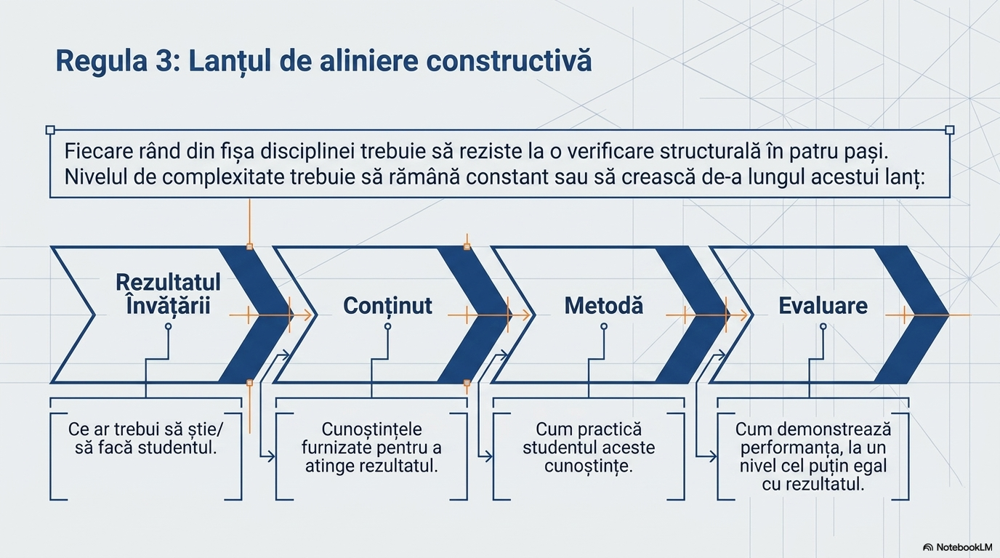 Regula 3: Lanțul de aliniere constructivă
Fiecare rând din fișa disciplinei trebuie să reziste la o verificare structurală în patru pași.
Nivelul de complexitate trebuie să rămână constant sau să crească de-a lungul acestui lanț:
Rezultatul
Învățării
Conținut
Metodă
Evaluare
Ce ar trebui să știe/
să facă studentul.
Cunoștințele
furnizate pentru a
atinge rezultatul.
Cum practică
studentul aceste
cunoștințe.
Cum demonstrează
performanța, la un
nivel cel puțin egal
cu rezultatul.
NotebookLM